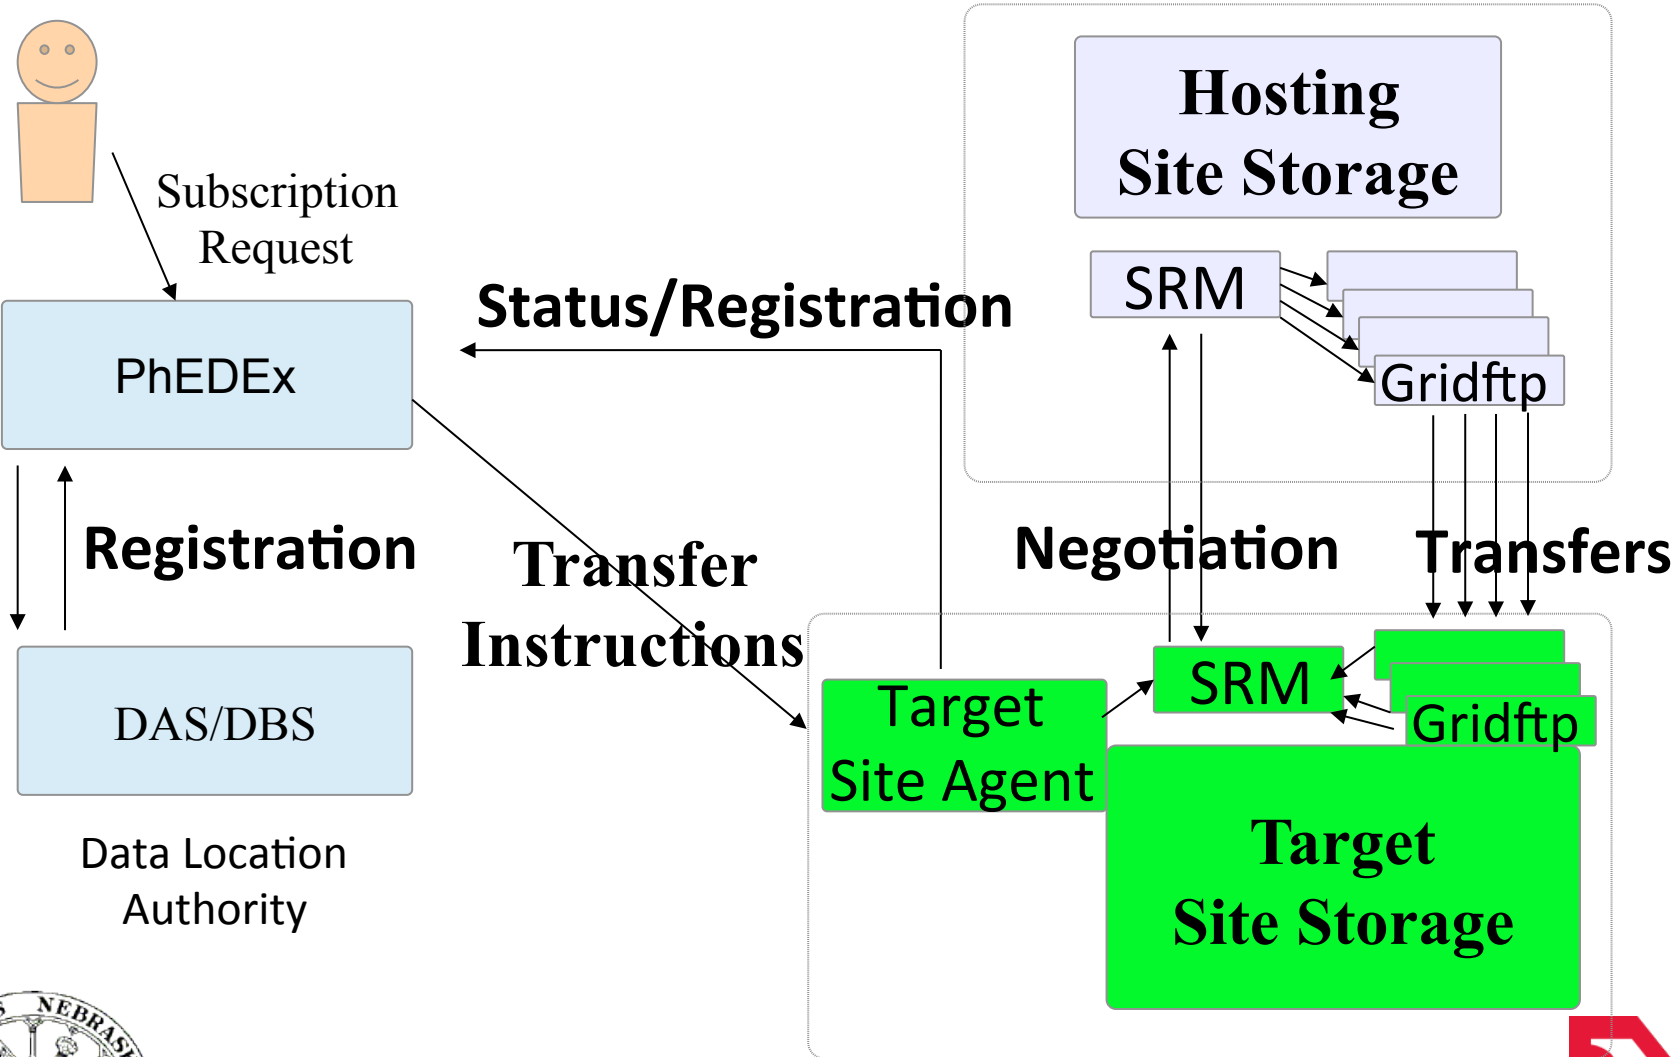 Subscription
Request
PhEDEx
Registration
DAS/DBS
Data Location
Authority
Status/Registration
Transfer
Instructions
Hosting
Site Storage
SRM
Gridftp
Negotiation
Transfers
Target
Site Agent
SRM
Gridftp
Target
Site Storage